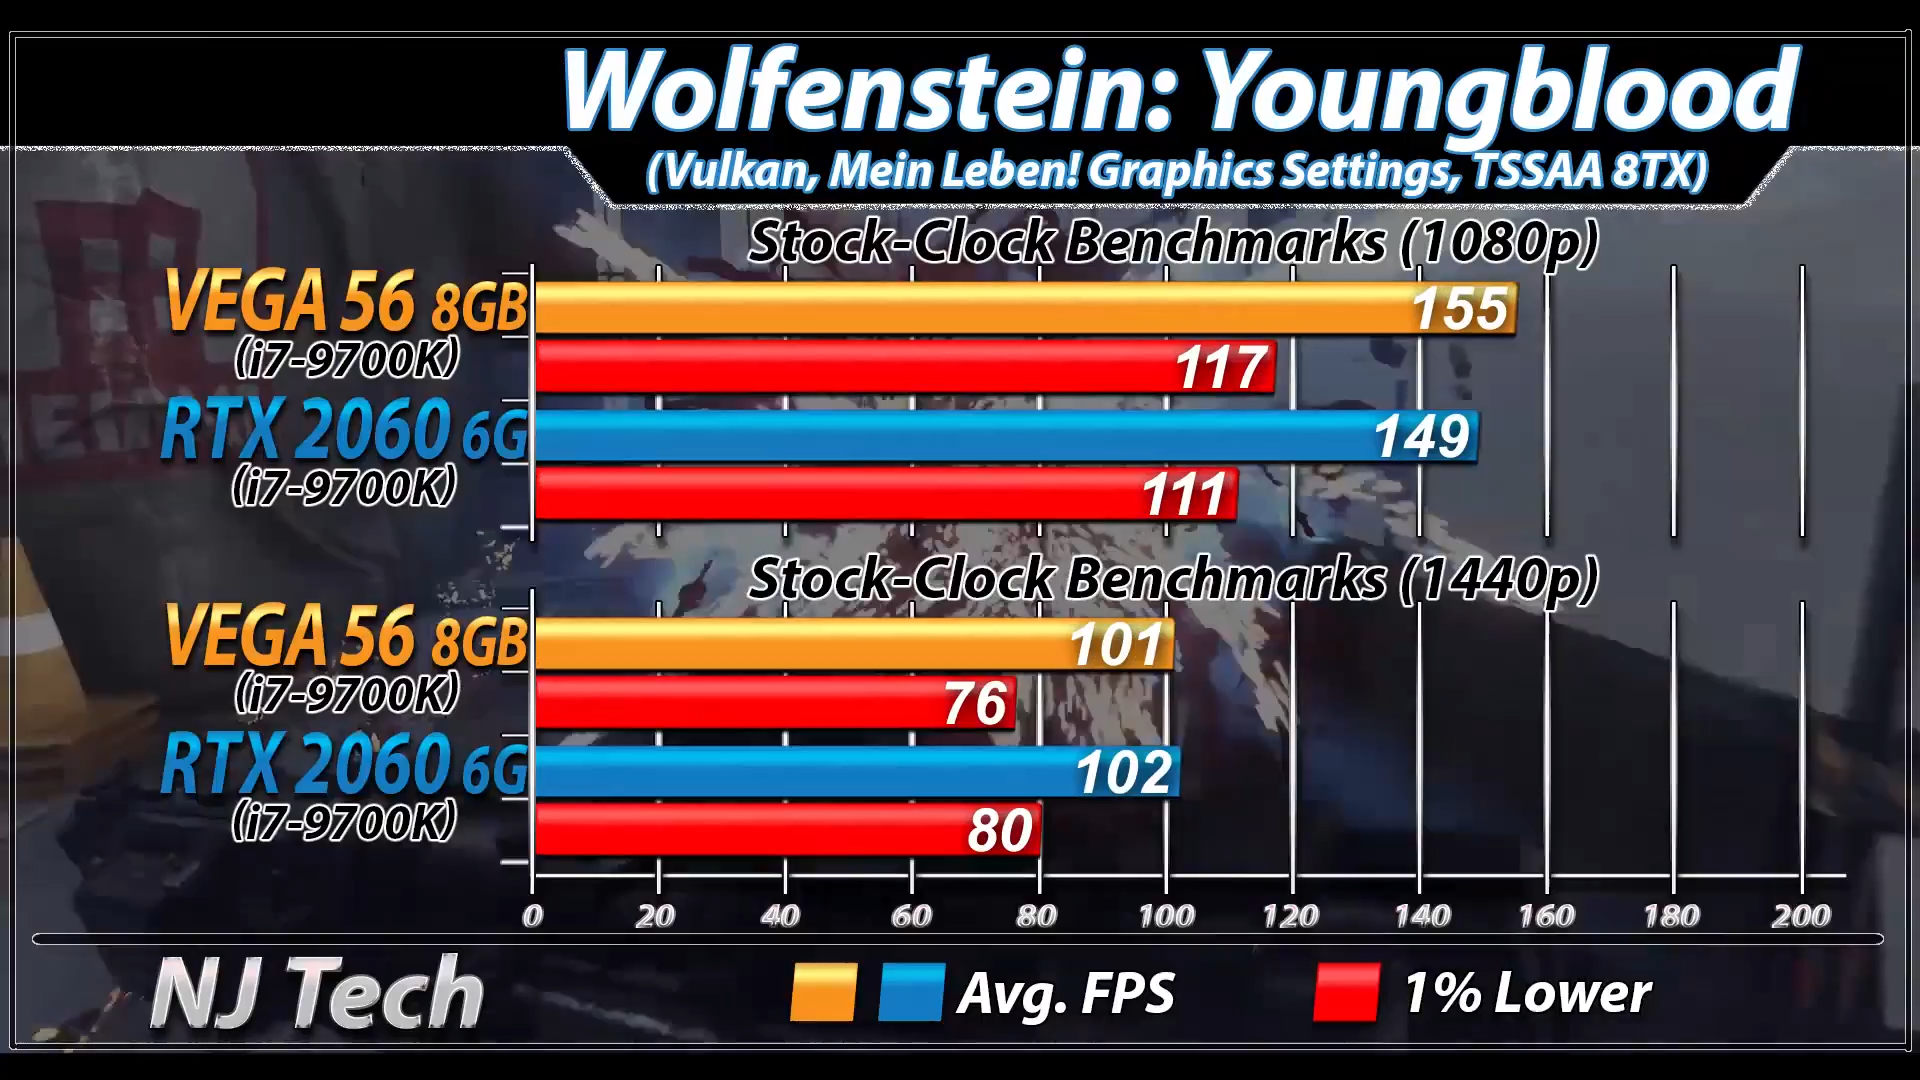 Wolfenstein: Youngblood
(Vulkan, Mein Leben! Graphics Settings, TSSAA 8TX)
Stock-Clock Benchmarks (1080p)
VEGA 56 8GB
155
(i7-9700K)
117
RTX 2060 6G
149
(i7-9700K)
111
Stock-Clock Benchmarks (1440p)
VEGA 56 8GB
101
(i7-9700K)
76
RTX 2060 6G
102
(i7-9700K)
80
0 20 40 60 80 100 120 140 160 180 200
NJ Tech
Avg. FPS
1% Lower